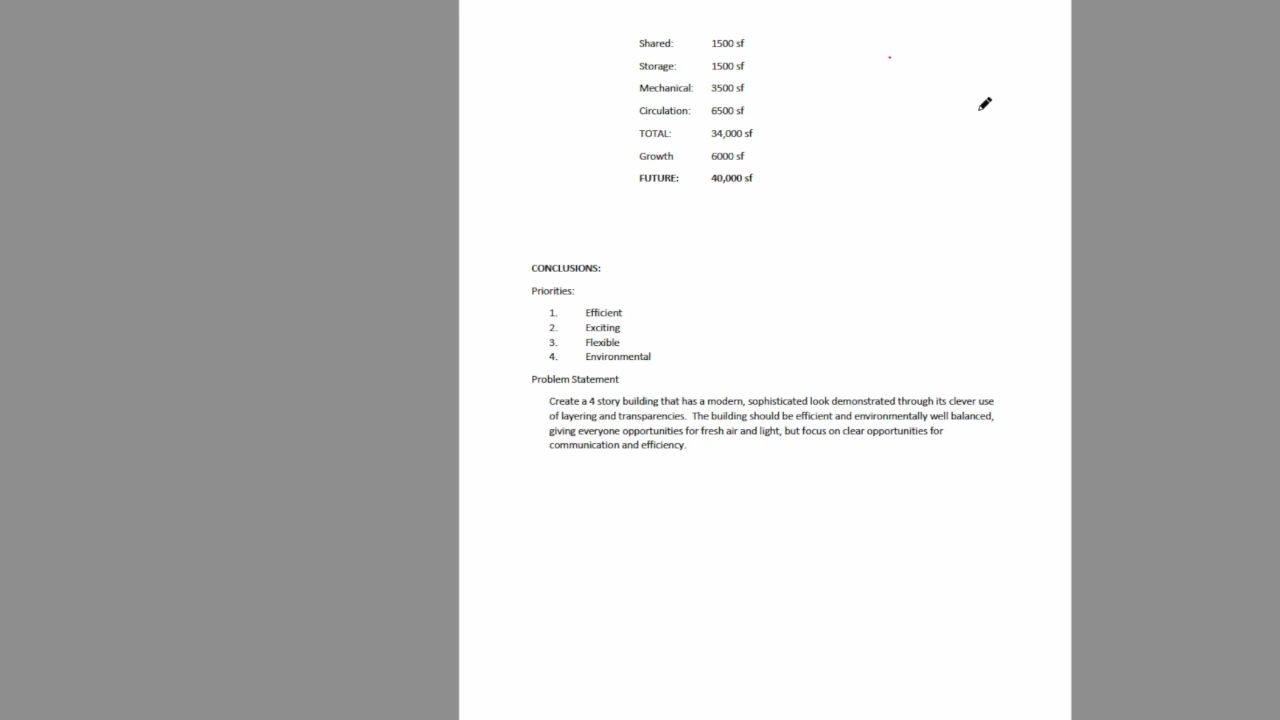 Shared: 1500 sf
Storage: 1500 sf
Mechanical: 3500 sf
Circulation: 6500 sf
TOTAL: 34,000 sf
Growth 6000 sf
FUTURE: 40,000 sf
CONCLUSIONS:
Priorities:
1. Efficient
2. Exciting
3. Flexible
4. Environmental
Problem Statement
Create a 4 story building that has a modern, sophisticated look demonstrated through its clever use
of layering and transparencies. The building should be efficient and environmentally well balanced,
giving everyone opportunities for fresh air and light, but focus on clear opportunities for
communication and efficiency.